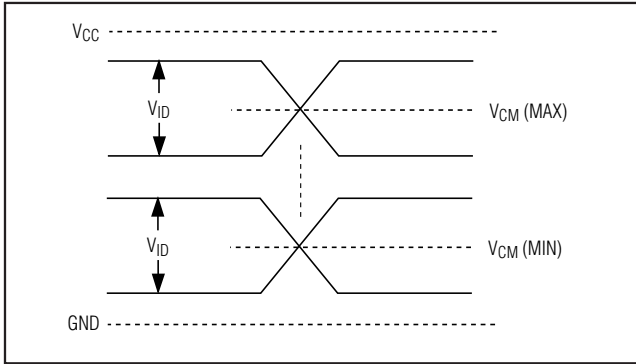 VCC
VID
VCM (MAX)
VID
VCM (MIN)
GND